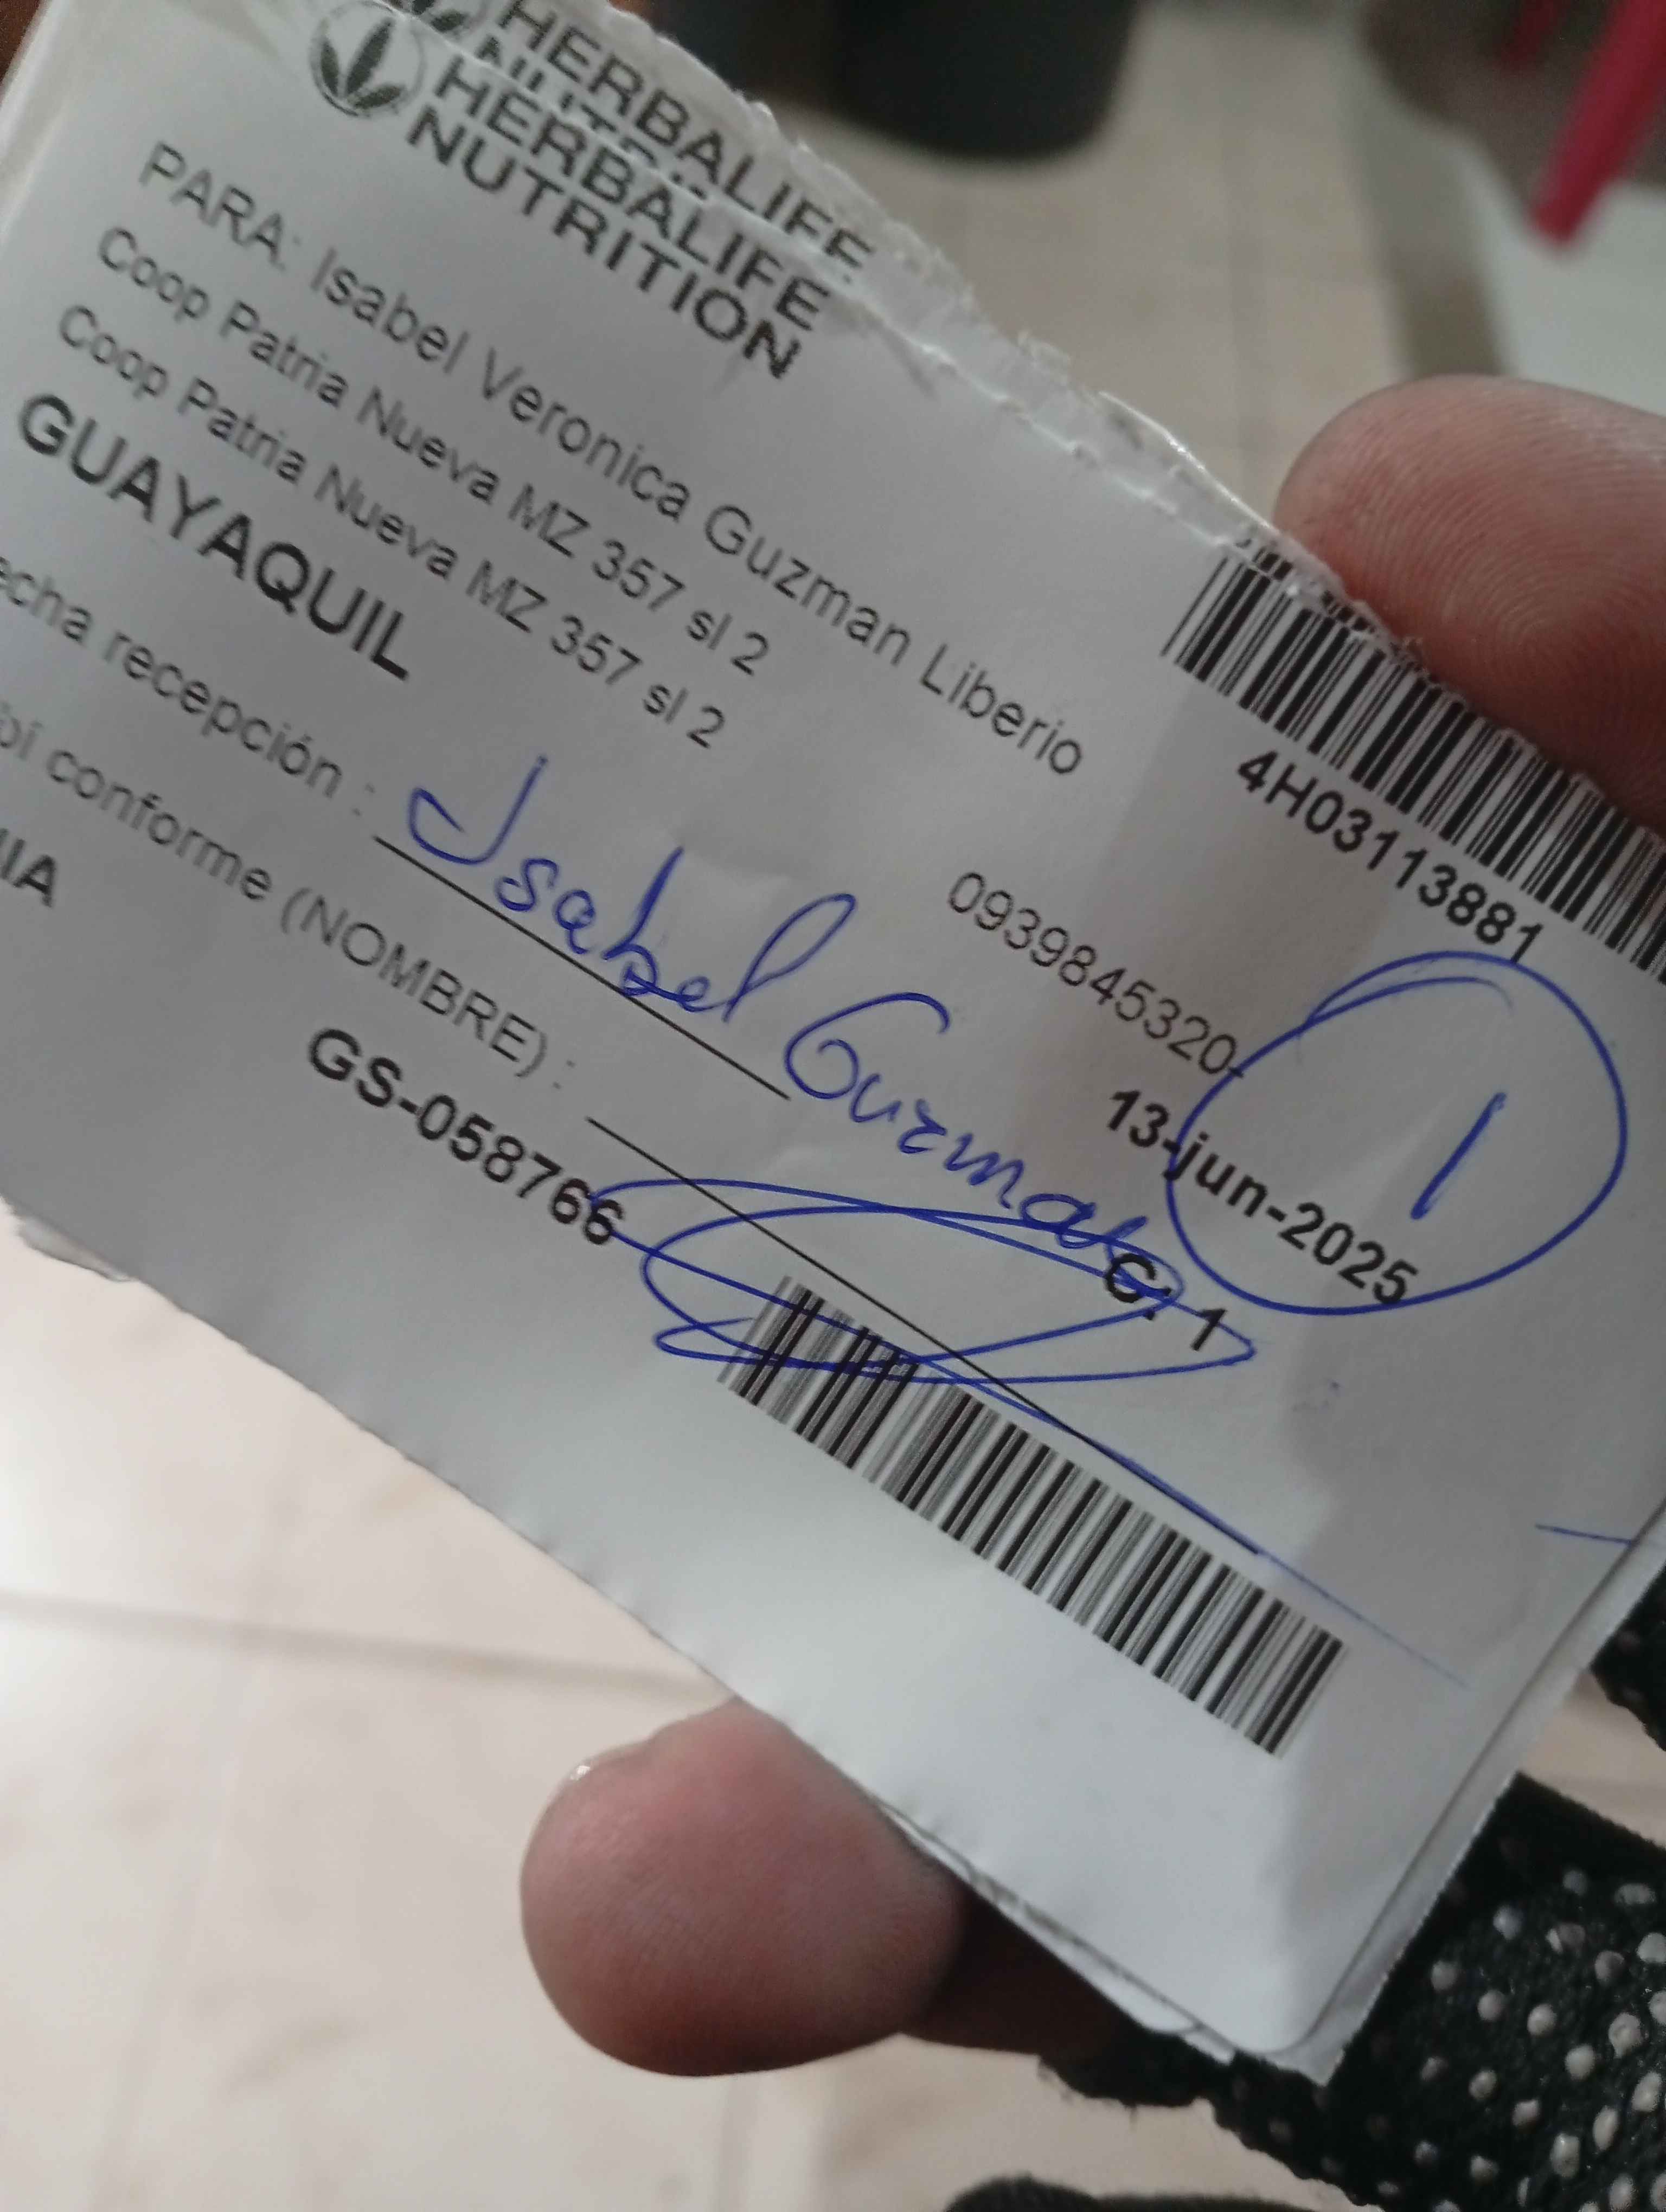 HERBALIFE
HERBALIFE
NUTRITION
PARA: Isabel Veronica Guzman Liberio
Coop Patria Nueva MZ 357 sl 2
Coop Patria Nueva MZ 357 sl 2
GUAYAQUIL
4H03113881
0939845320-
13-jun-2025
1
echa recepción :
Isabel Guzman
bí conforme (NOMBRE) :
C: 1
IA
GS-058766